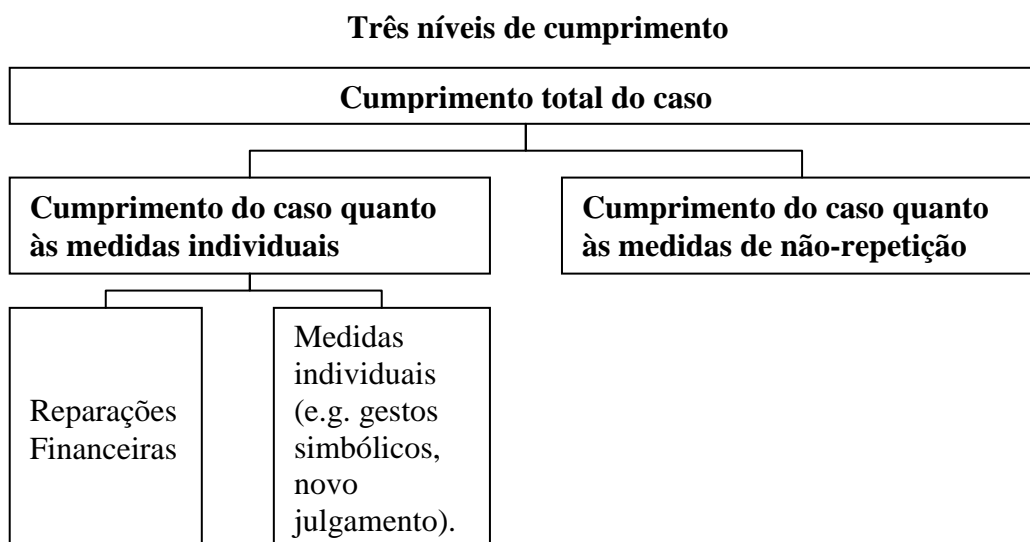 Três níveis de cumprimento
Cumprimento total do caso
Cumprimento do caso quanto
às medidas individuais
Cumprimento do caso quanto
às medidas de não-repetição
Reparações
Financeiras
Medidas
individuais
(e.g. gestos
simbólicos,
novo
julgamento).